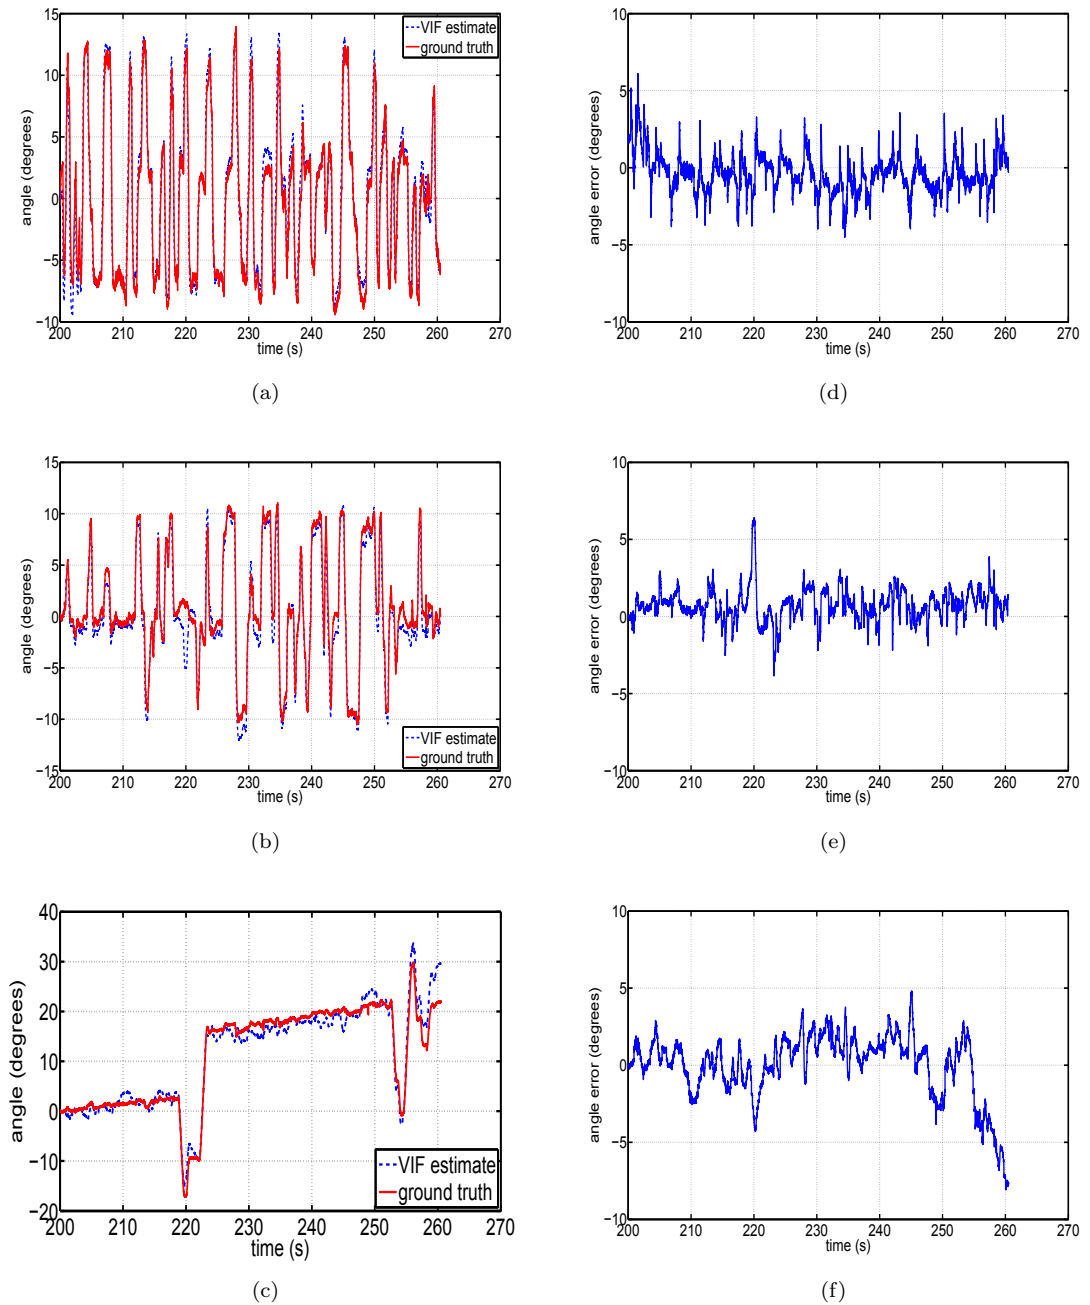 15
10
5
0
−5
−10
angle (degrees)
200 210 220 230 240 250 260 270
time (s)
VIF estimate
ground truth
(a)
10
5
0
−5
−10
angle error (degrees)
200 210 220 230 240 250 260 270
time (s)
(d)
15
10
5
0
−5
−10
−15
angle (degrees)
200 210 220 230 240 250 260 270
time (s)
VIF estimate
ground truth
(b)
10
5
0
−5
−10
angle error (degrees)
200 210 220 230 240 250 260 270
time (s)
(e)
40
30
20
10
0
−10
−20
angle (degrees)
200 210 220 230 240 250 260 270
time (s)
VIF estimate
ground truth
(c)
10
5
0
−5
−10
angle error (degrees)
200 210 220 230 240 250 260 270
time (s)
(f)